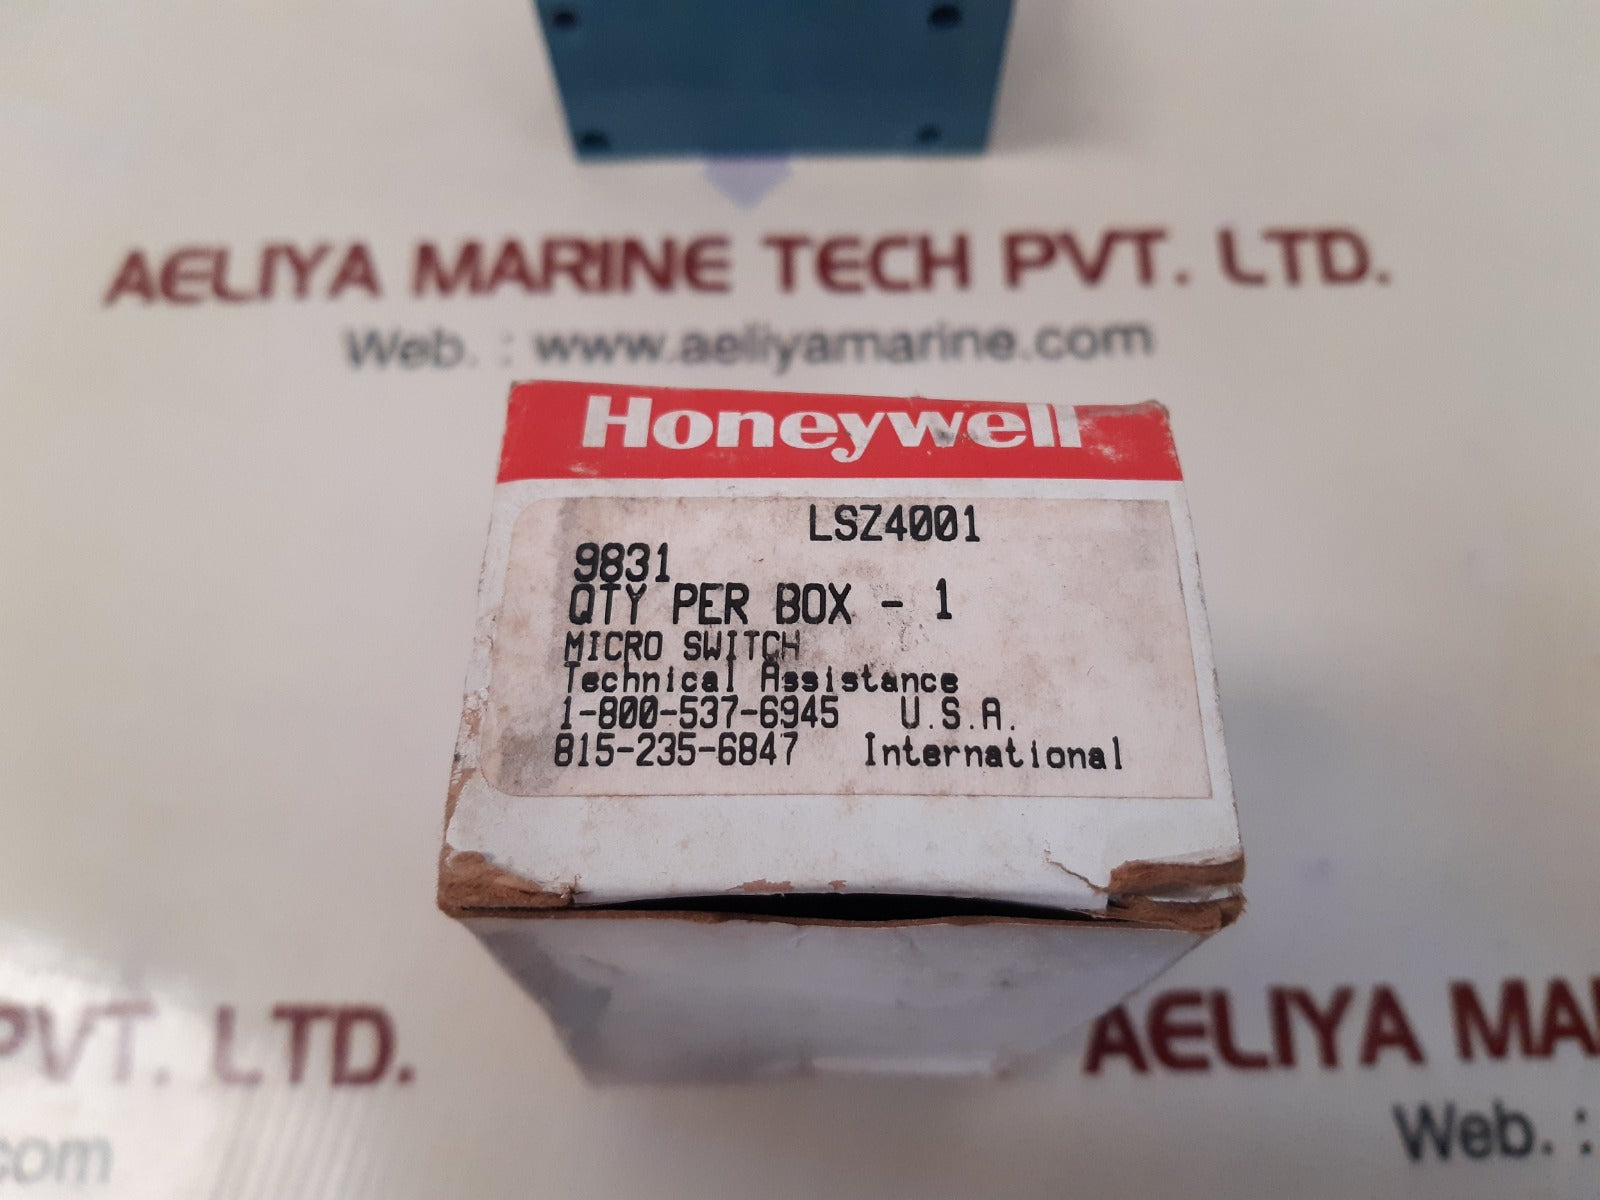 AELIYA MARINE TECH PVT. LTD.
Web. : www.aeliyamarine.com
Honeywell
LSZ4001
9831
QTY PER BOX - 1
MICRO SWITCH
Technical Assistance
1-800-537-6945 U.S.A.
815-235-6847 International
PVT. LTD.
com
AELIYA MA
Web. :